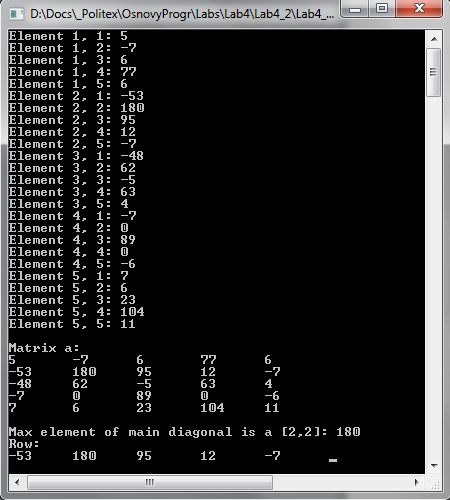 D:\Docs\_Politex\OsnovyProgr\Labs\Lab4\Lab4_2\Lab4_...
Element 1, 1: 5
Element 1, 2: -7
Element 1, 3: 6
Element 1, 4: 77
Element 1, 5: 6
Element 2, 1: -53
Element 2, 2: 180
Element 2, 3: 95
Element 2, 4: 12
Element 2, 5: -7
Element 3, 1: -48
Element 3, 2: 62
Element 3, 3: -5
Element 3, 4: 63
Element 3, 5: 4
Element 4, 1: -7
Element 4, 2: 0
Element 4, 3: 89
Element 4, 4: 0
Element 4, 5: -6
Element 5, 1: 7
Element 5, 2: 6
Element 5, 3: 23
Element 5, 4: 104
Element 5, 5: 11
Matrix a:
5 -7 6 77 6
-53 180 95 12 -7
-48 62 -5 63 4
-7 0 89 0 -6
7 6 23 104 11
Max element of main diagonal is a [2,2]: 180
Row:
-53 180 95 12 -7